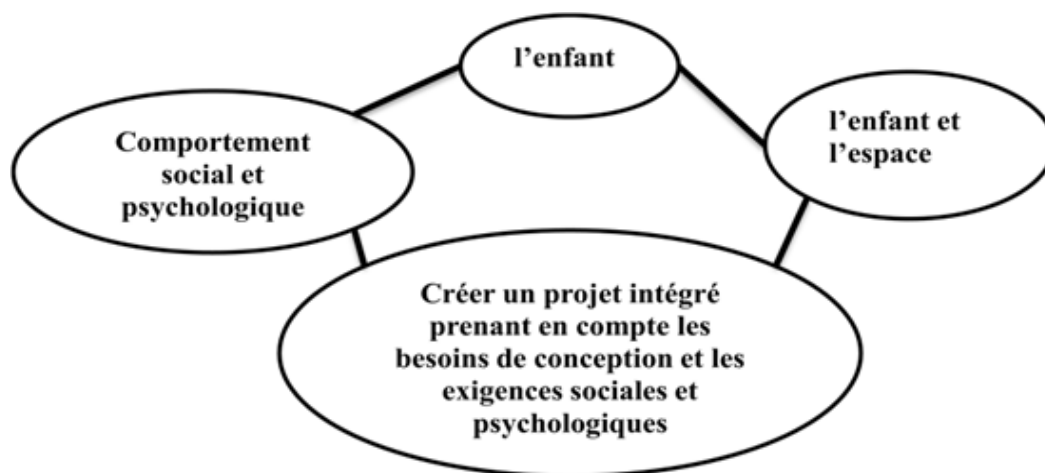 l’enfant
Comportement
social et
psychologique
l’enfant et
l’espace
Créer un projet intégré
prenant en compte les
besoins de conception et les
exigences sociales et
psychologiques